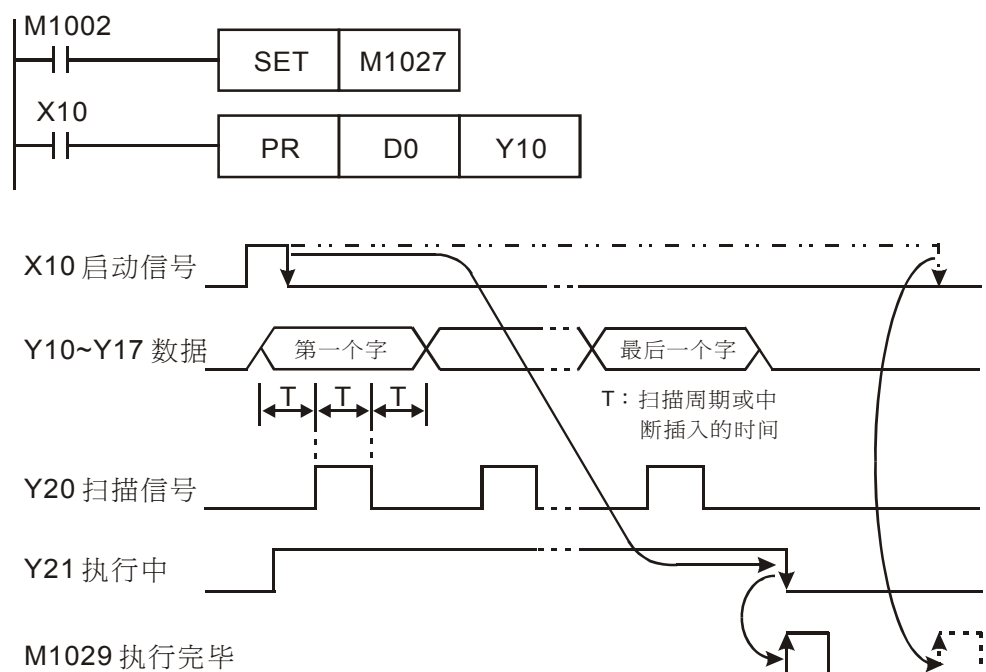 M1002
SET M1027
X10
PR D0 Y10
X10 启动信号
Y10~Y17 数据 第一个字 最后一个字
T T T
T：扫描周期或中
断插入的时间
Y20 扫描信号
Y21 执行中
M1029 执行完毕